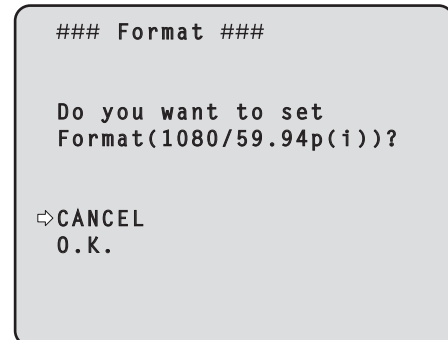 ### Format ###
Do you want to set
Format(1080/59.94p(i))?
⇨CANCEL
O.K.